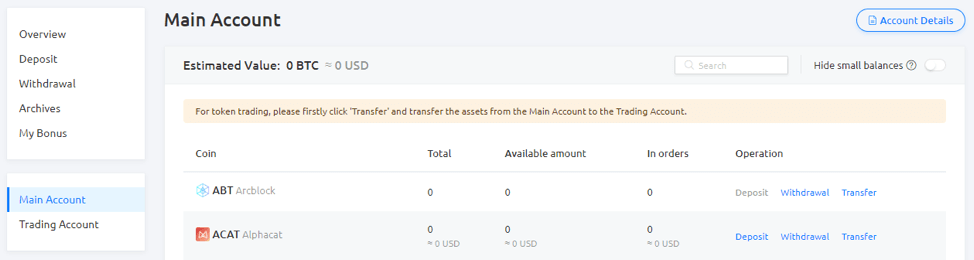 Overview
Deposit
Withdrawal
Archives
My Bonus
Main Account
Trading Account
Main Account
Account Details
Estimated Value: 0 BTC ≈ 0 USD
Search
Hide small balances ?
For token trading, please firstly click 'Transfer' and transfer the assets from the Main Account to the Trading Account.
Coin Total Available amount In orders Operation
ABT Arcblock 0 0 0 Deposit Withdrawal Transfer
ACAT Alphacat 0 0 0 Deposit Withdrawal Transfer
≈ 0 USD ≈ 0 USD ≈ 0 USD